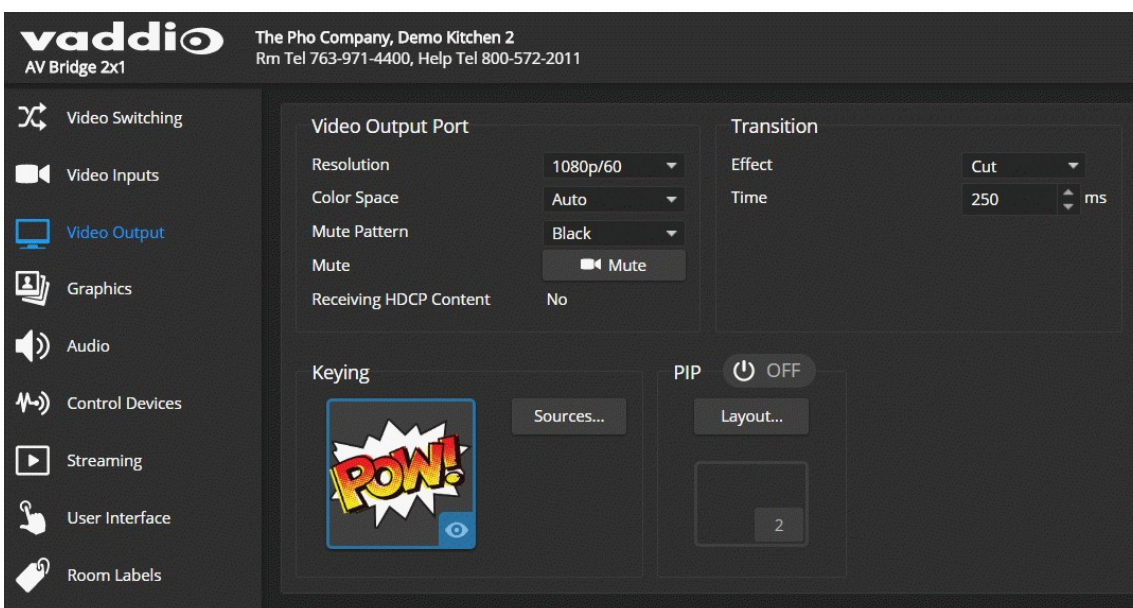 vaddio
AV Bridge 2x1
The Pho Company, Demo Kitchen 2
Rm Tel 763-971-4400, Help Tel 800-572-2011
Video Switching
Video Inputs
Video Output
Graphics
Audio
Control Devices
Streaming
User Interface
Room Labels
Video Output Port
Resolution 1080p/60
Color Space Auto
Mute Pattern Black
Mute Mute
Receiving HDCP Content No
Transition
Effect Cut
Time 250 ms
Keying
POW!
Sources...
PIP OFF
Layout...
2